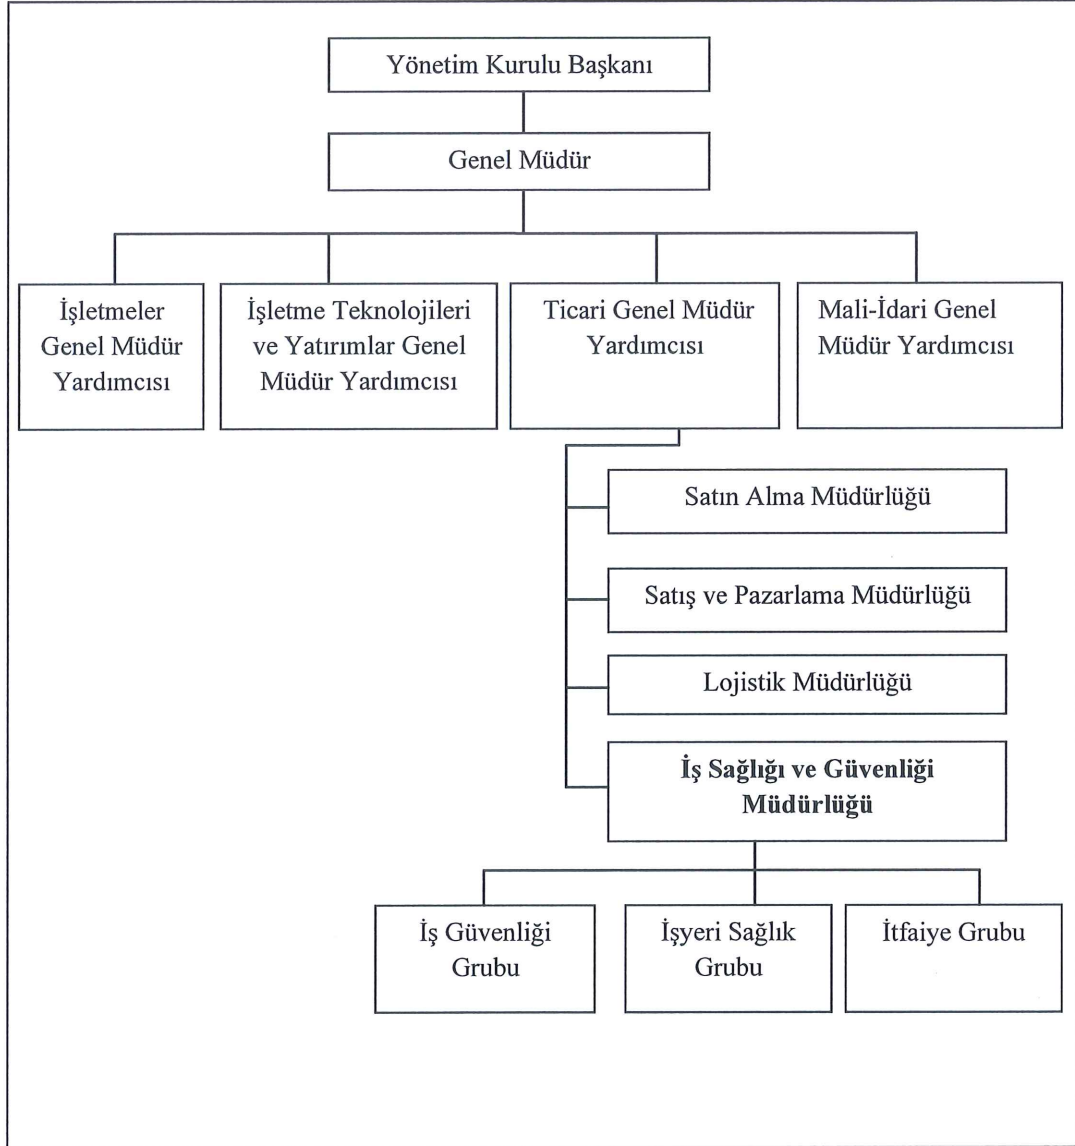 Yönetim Kurulu Başkanı
Genel Müdür
İşletmeler
Genel Müdür
Yardımcısı
İşletme Teknolojileri
ve Yatırımlar Genel
Müdür Yardımcısı
Ticari Genel Müdür
Yardımcısı
Mali-İdari Genel
Müdür Yardımcısı
Satın Alma Müdürlüğü
Satış ve Pazarlama Müdürlüğü
Lojistik Müdürlüğü
İş Sağlığı ve Güvenliği
Müdürlüğü
İş Güvenliği
Grubu
İşyeri Sağlık
Grubu
İtfaiye Grubu